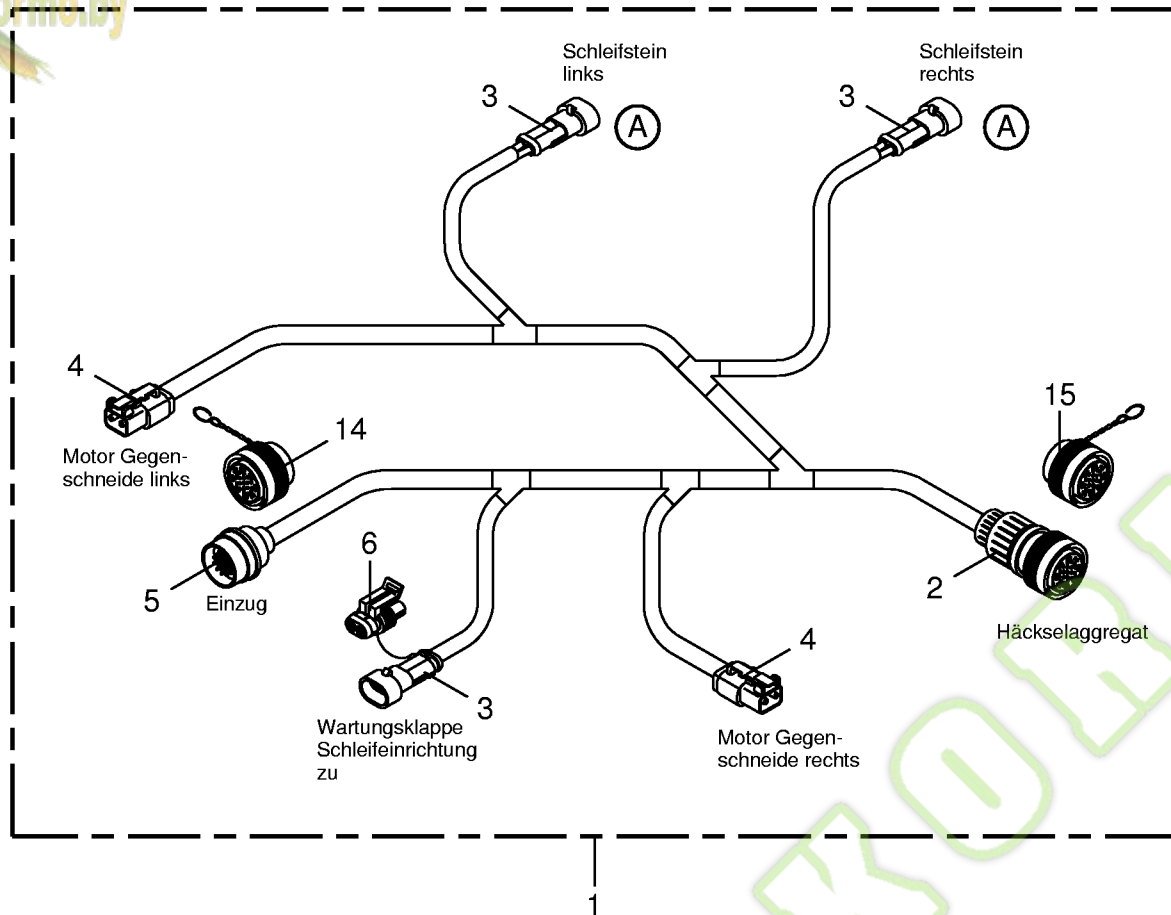 Schleifstein
links
Schleifstein
rechts
3
A
3
A
4
Motor Gegen-
schneide links
14
15
5
Einzug
6
2
Häckselaggregat
3
Wartungsklappe
Schleifeinrichtung
zu
4
Motor Gegen-
schneide rechts
1